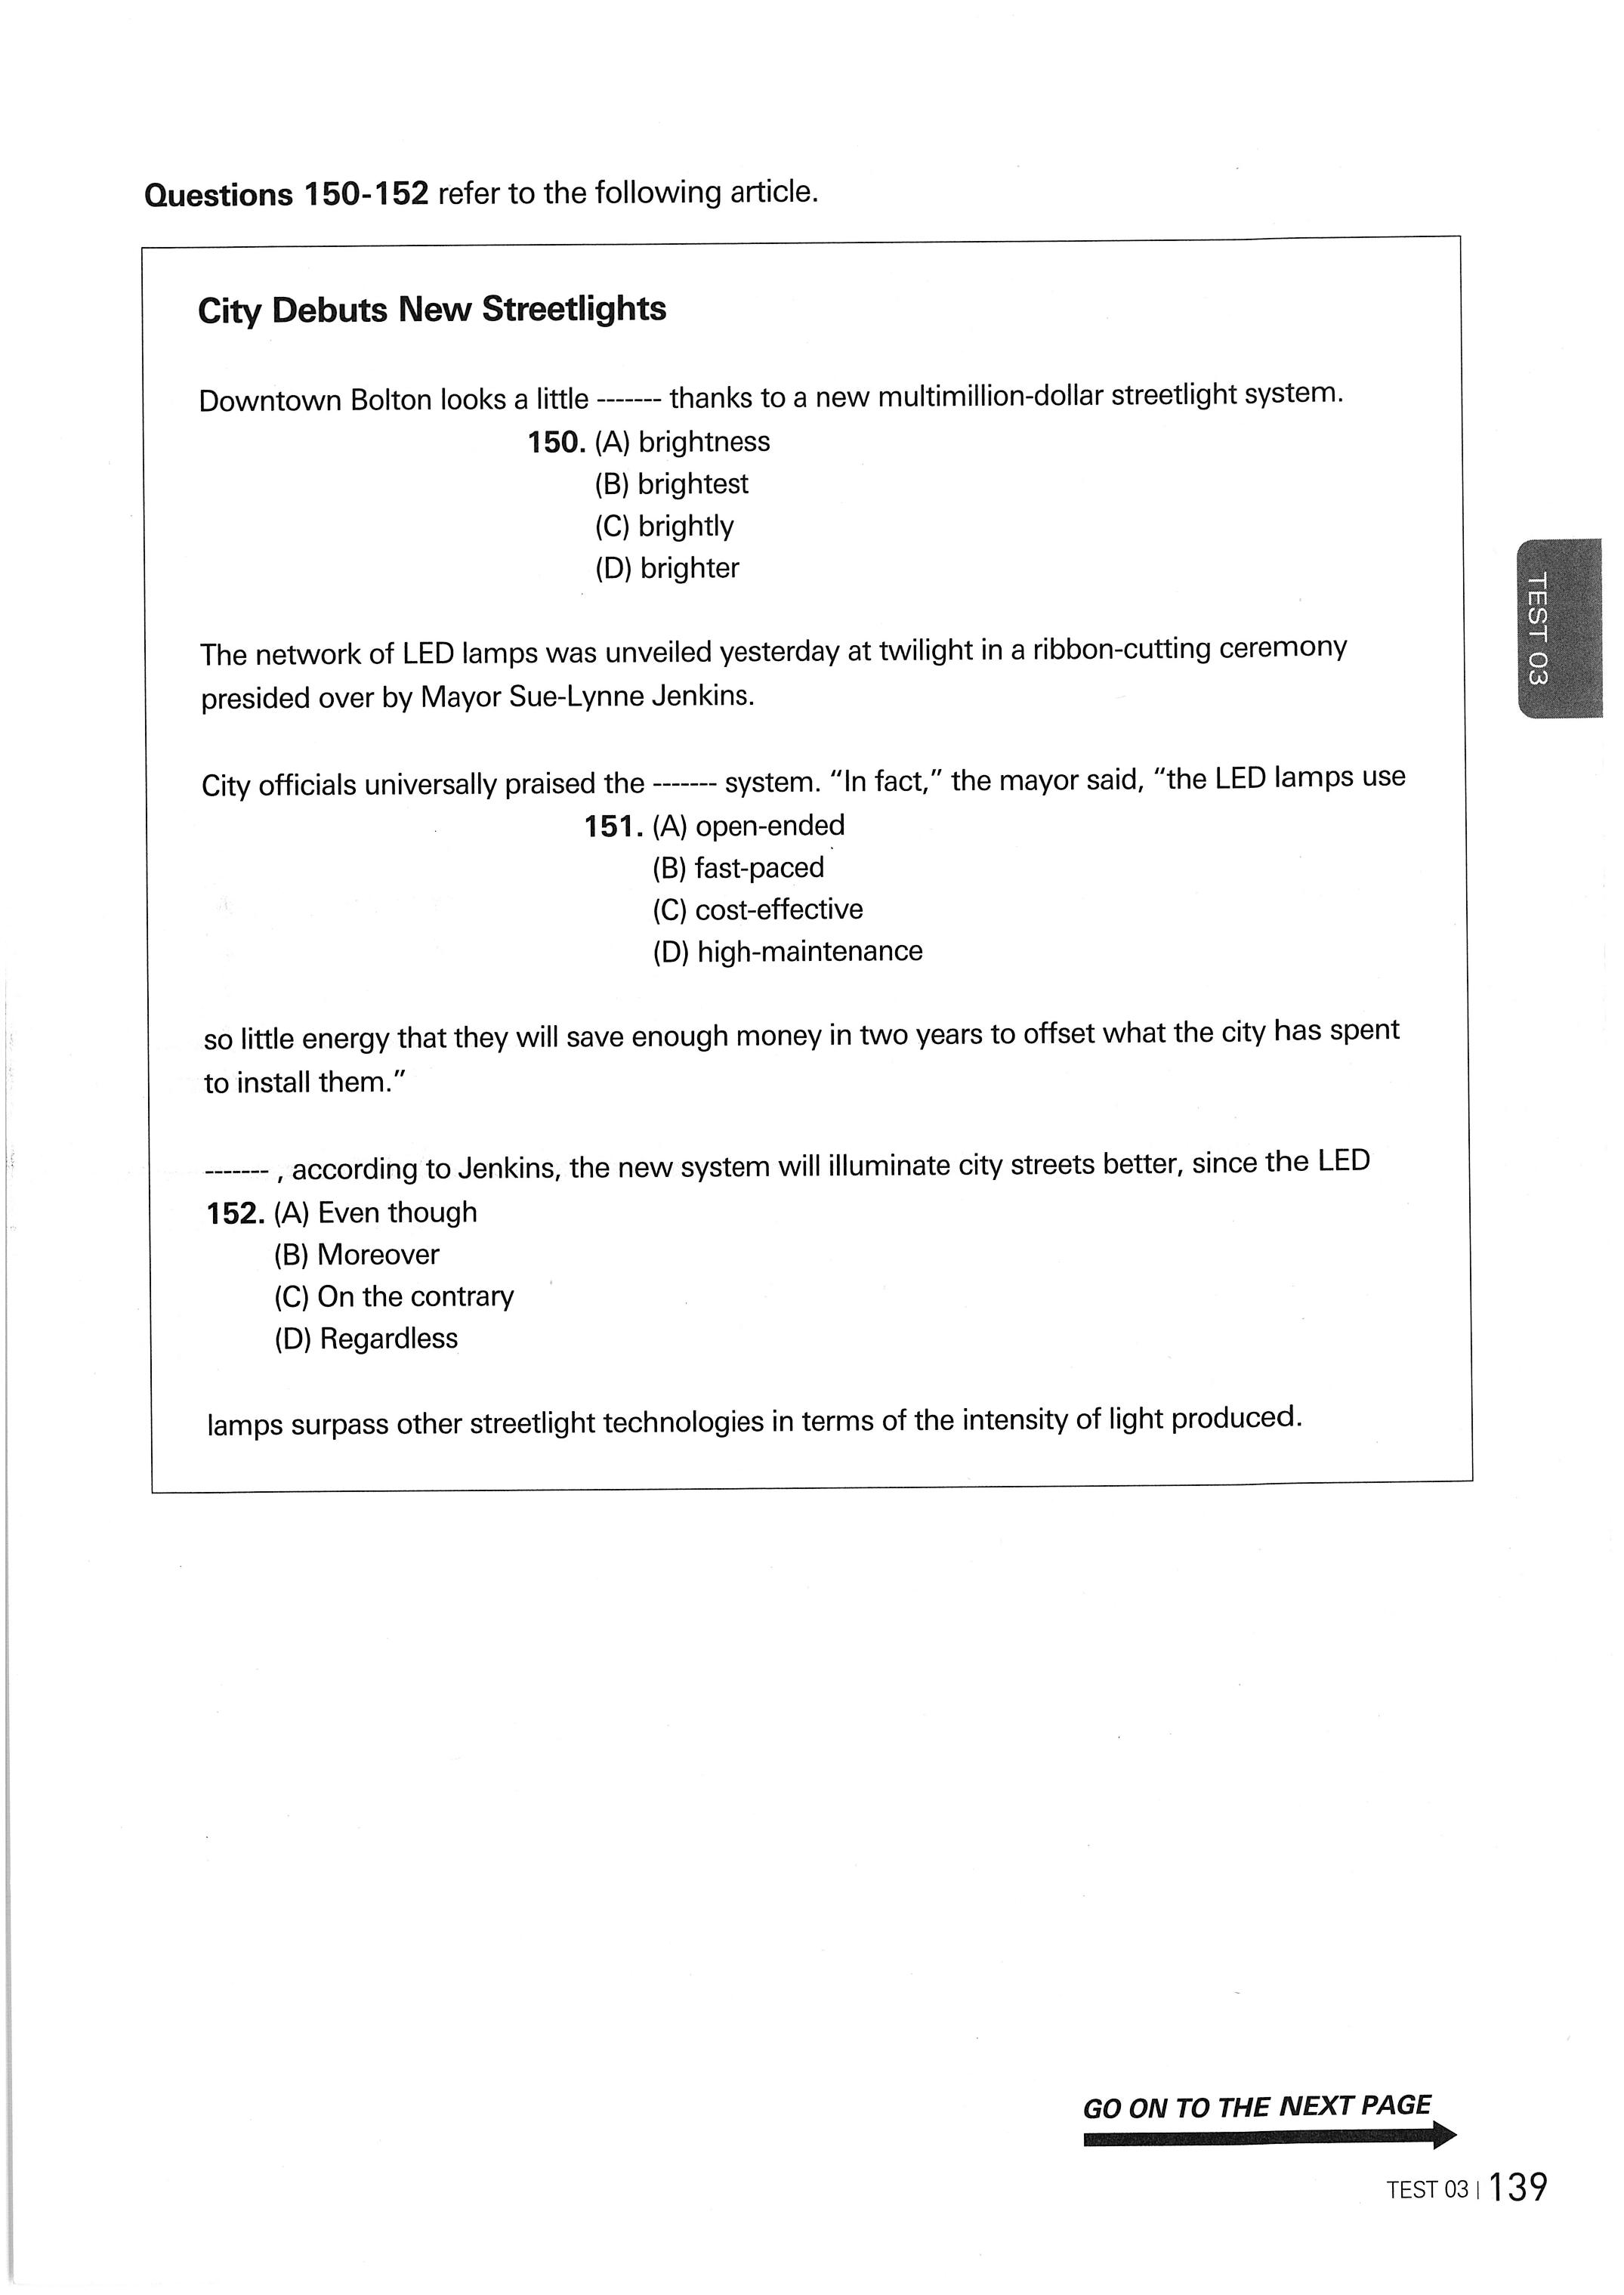 Questions 150-152 refer to the following article.
City Debuts New Streetlights
Downtown Bolton looks a little ------- thanks to a new multimillion-dollar streetlight system.
150. (A) brightness
(B) brightest
(C) brightly
(D) brighter
The network of LED lamps was unveiled yesterday at twilight in a ribbon-cutting ceremony
presided over by Mayor Sue-Lynne Jenkins.
City officials universally praised the ------- system. “In fact,” the mayor said, “the LED lamps use
151. (A) open-ended
(B) fast-paced
(C) cost-effective
(D) high-maintenance
so little energy that they will save enough money in two years to offset what the city has spent
to install them.”
------- , according to Jenkins, the new system will illuminate city streets better, since the LED
152. (A) Even though
(B) Moreover
(C) On the contrary
(D) Regardless
lamps surpass other streetlight technologies in terms of the intensity of light produced.
TEST 03
GO ON TO THE NEXT PAGE
TEST 03 | 139